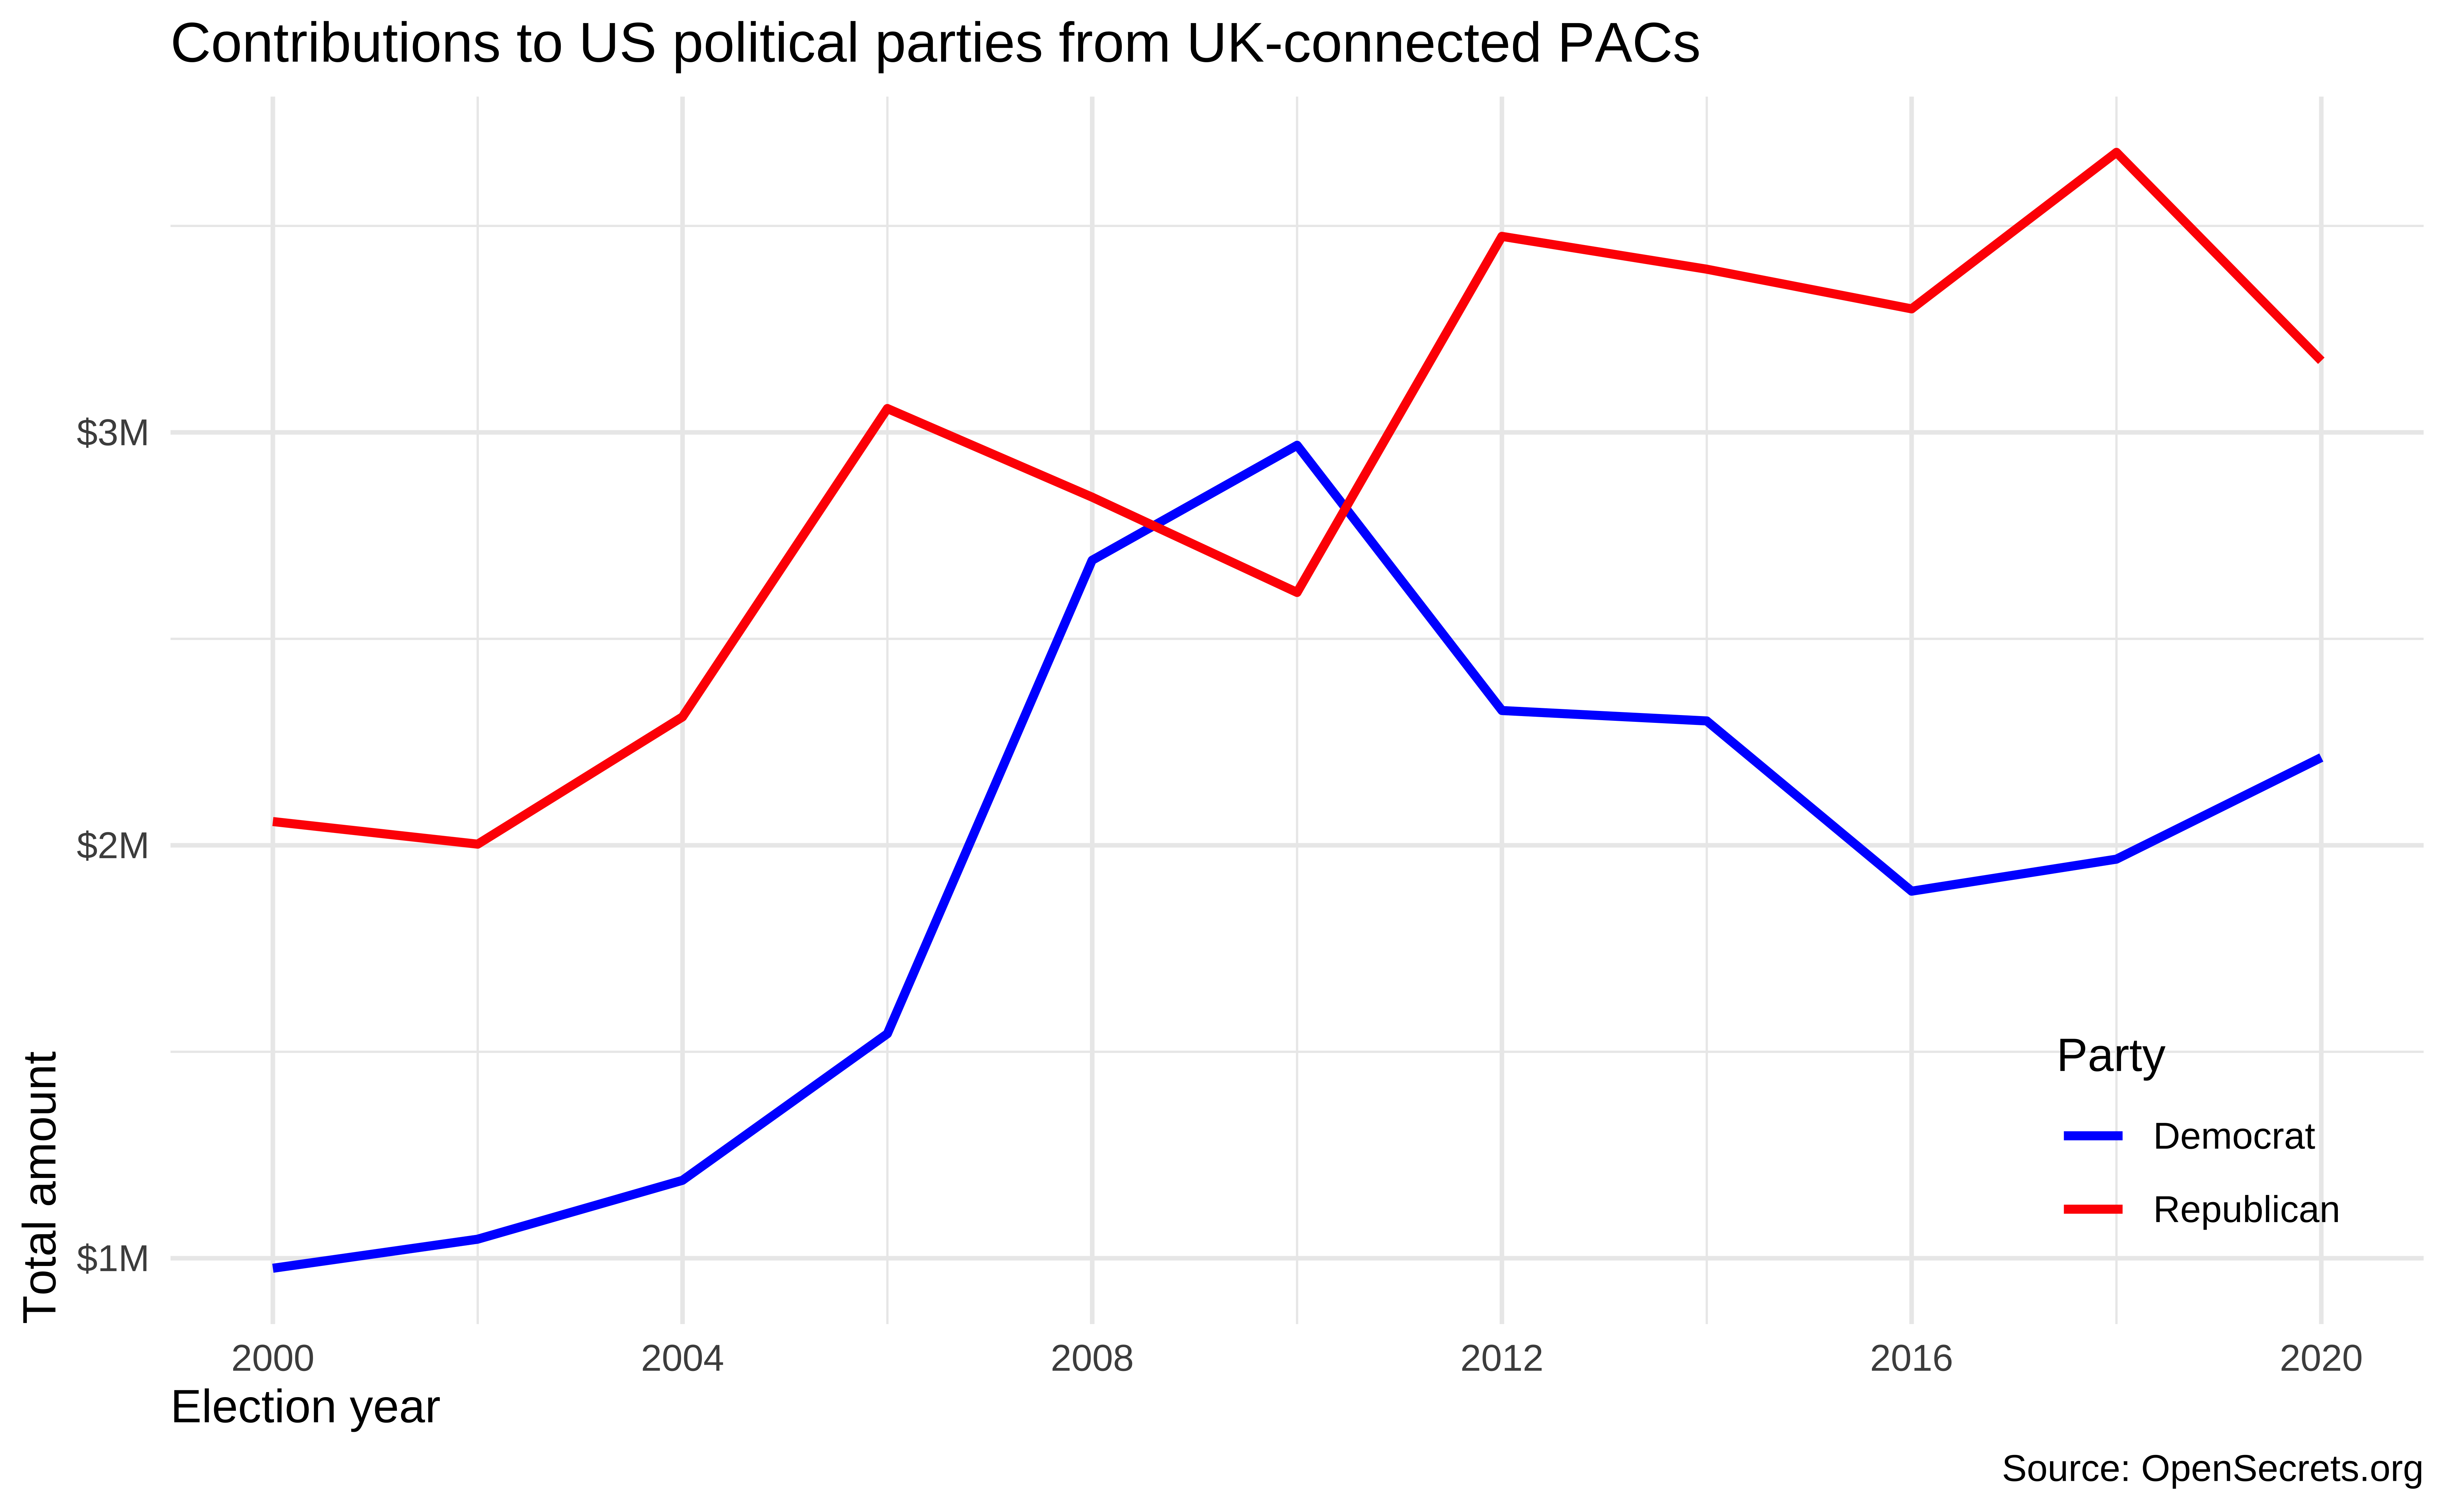 Contributions to US political parties from UK-connected PACs
$3M
$2M
$1M
Total amount
Party
Democrat
Republican
2000 2004 2008 2012 2016 2020
Election year
Source: OpenSecrets.org